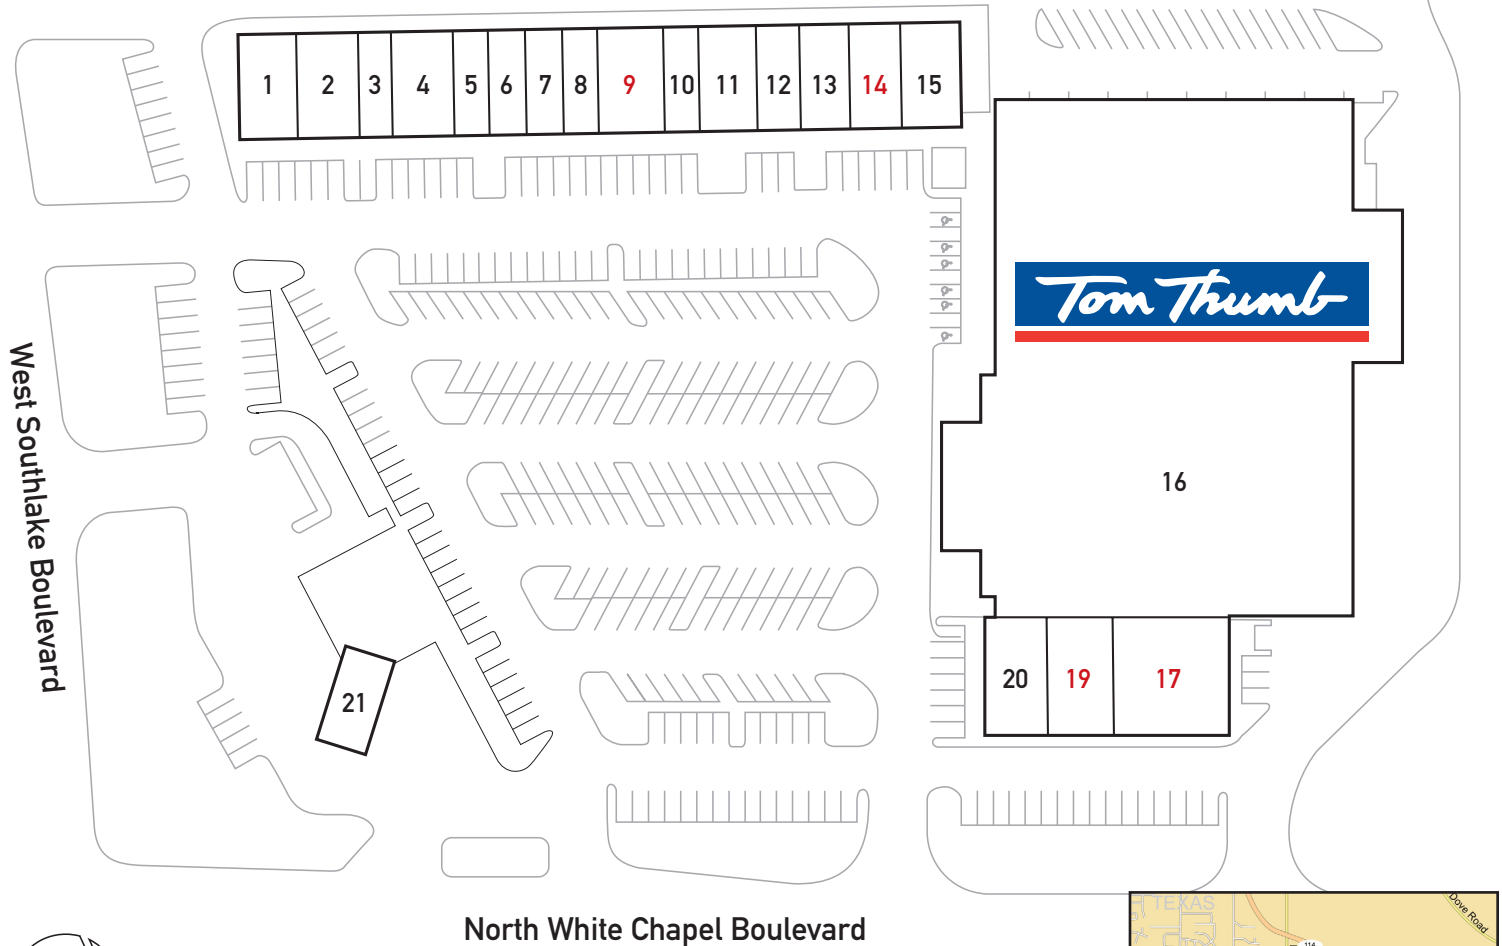 1 2 3 4 5 6 7 8 9 10 11 12 13 14 15
Tom Thumb
West Southlake Boulevard
16
20 19 17
21
North White Chapel Boulevard
TEXAS
Dove Road
114